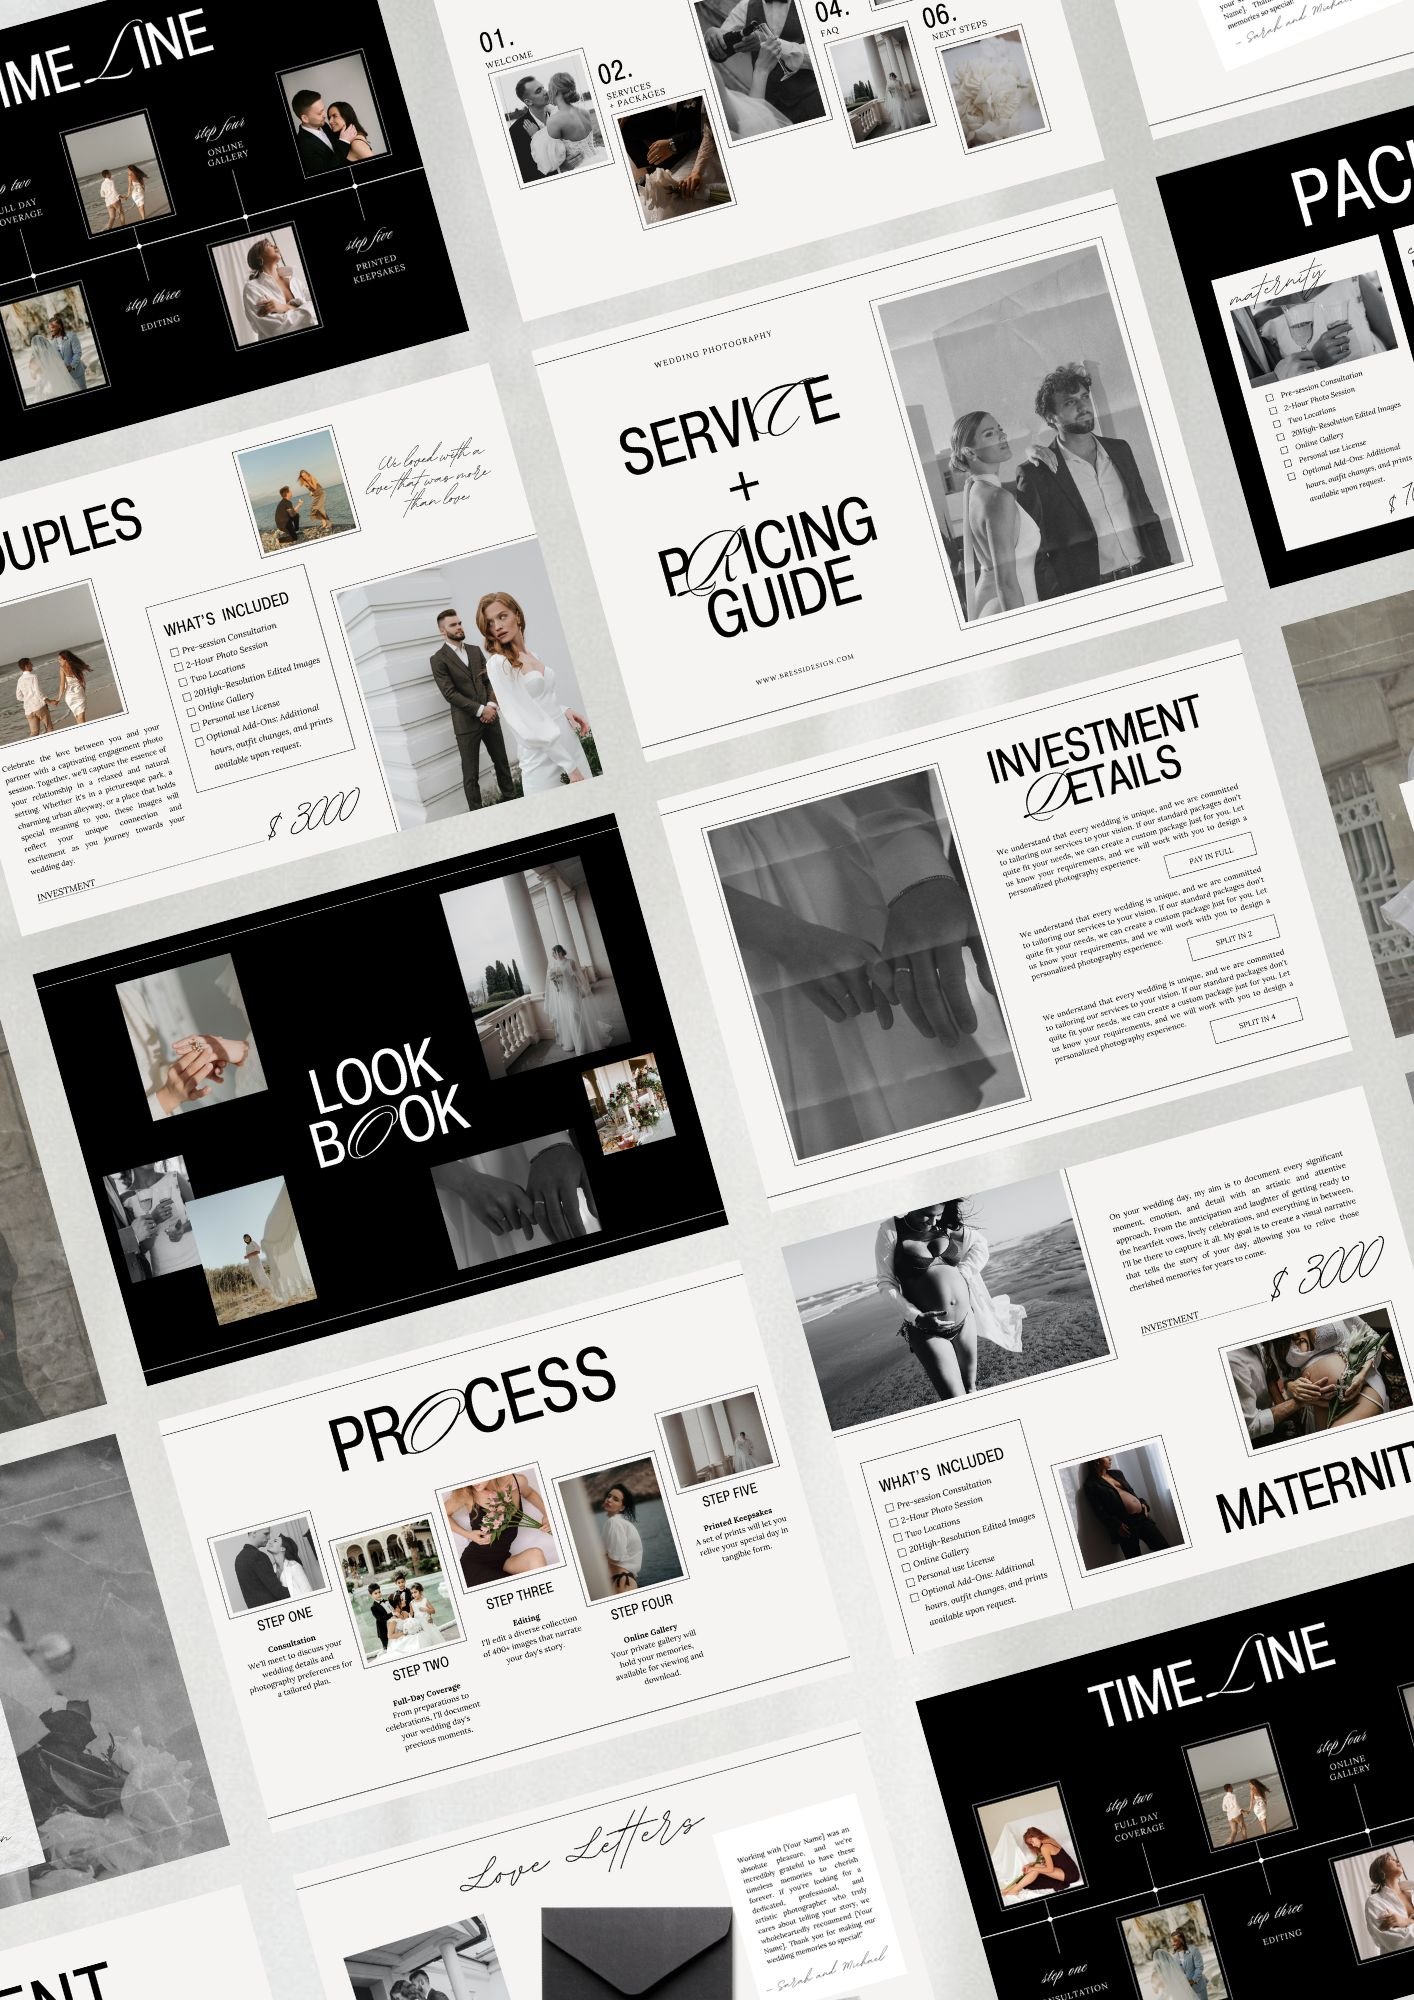 TIMELINE
step four
ONLINE
GALLERY
step five
PRINTED
KEEPSAKES
step three
EDITING
01.
WELCOME
02.
SERVICES
+ PACKAGES
04.
FAQ
06.
NEXT STEPS
- Sarah and Michael
maternity
Pre-session Consultation
2-Hour Photo Session
Two Locations
20High-Resolution Edited Images
Online Gallery
Personal use License
Optional Add-Ons: Additional
hours, outfit changes, and prints
available upon request.
WEDDING PHOTOGRAPHY
SERVICE
+
PRICING
GUIDE
WWW.BRESSIDESIGN.COM
We loved with a
love that was more
than love
WHAT'S INCLUDED
Pre-session Consultation
2-Hour Photo Session
Two Locations
20High-Resolution Edited Images
Online Gallery
Personal use License
Optional Add-Ons: Additional
hours, outfit changes, and prints
available upon request.
Celebrate the love between you and your
partner with a captivating engagement photo
session. Together, we'll capture the essence of
your relationship in a relaxed and natural
setting. Whether it's in a picturesque park, a
charming urban alleyway, or a place that holds
special meaning to you, these images will
reflect your unique connection and
excitement as you journey towards your
wedding day.
INVESTMENT
$ 3000
INVESTMENT
DETAILS
We understand that every wedding is unique, and we are committed
to tailoring our services to your vision. If our standard packages don't
quite fit your needs, we can create a custom package just for you. Let
us know your requirements, and we will work with you to design a
personalized photography experience.
PAY IN FULL
We understand that every wedding is unique, and we are committed
to tailoring our services to your vision. If our standard packages don't
quite fit your needs, we can create a custom package just for you. Let
us know your requirements, and we will work with you to design a
personalized photography experience.
SPLIT IN 2
We understand that every wedding is unique, and we are committed
to tailoring our services to your vision. If our standard packages don't
quite fit your needs, we can create a custom package just for you. Let
us know your requirements, and we will work with you to design a
personalized photography experience.
SPLIT IN 4
LOOK
BOOK
On your wedding day, my aim is to document every significant
moment, emotion, and detail with an artistic and attentive
approach. From the anticipation and laughter of getting ready to
the heartfelt vows, lively celebrations, and everything in between,
I'll be there to capture it all. My goal is to create a visual narrative
that tells the story of your day, allowing you to relive those
cherished memories for years to come.
INVESTMENT
$ 3000
WHAT'S INCLUDED
Pre-session Consultation
2-Hour Photo Session
Two Locations
20High-Resolution Edited Images
Online Gallery
Personal use License
Optional Add-Ons: Additional
hours, outfit changes, and prints
available upon request.
MATERNIT
PROCESS
STEP ONE
Consultation
We'll meet to discuss your
wedding details and
photography preferences for
a tailored plan.
STEP TWO
Full-Day Coverage
From preparations to
celebrations, I'll document
your wedding day's
precious moments.
STEP THREE
Editing
I'll edit a diverse collection
of 400+ images that narrate
your day's story.
STEP FOUR
Online Gallery
Your private gallery will
hold your memories,
available for viewing and
download.
STEP FIVE
Printed Keepsakes
A set of prints will let you
relive your special day in
tangible form.
Love Letters
Working with [Your Name] was an
absolute pleasure, and we're
incredibly grateful to have these
timeless memories to cherish
forever. If you're looking for a
dedicated, professional, and
artistic photographer who truly
cares about telling your story, we
wholeheartedly recommend [Your
Name]. Thank you for making our
wedding memories so special!"
- Sarah and Michael
TIMELINE
step two
FULL DAY
COVERAGE
step four
ONLINE
GALLERY
step one
step three
EDITING